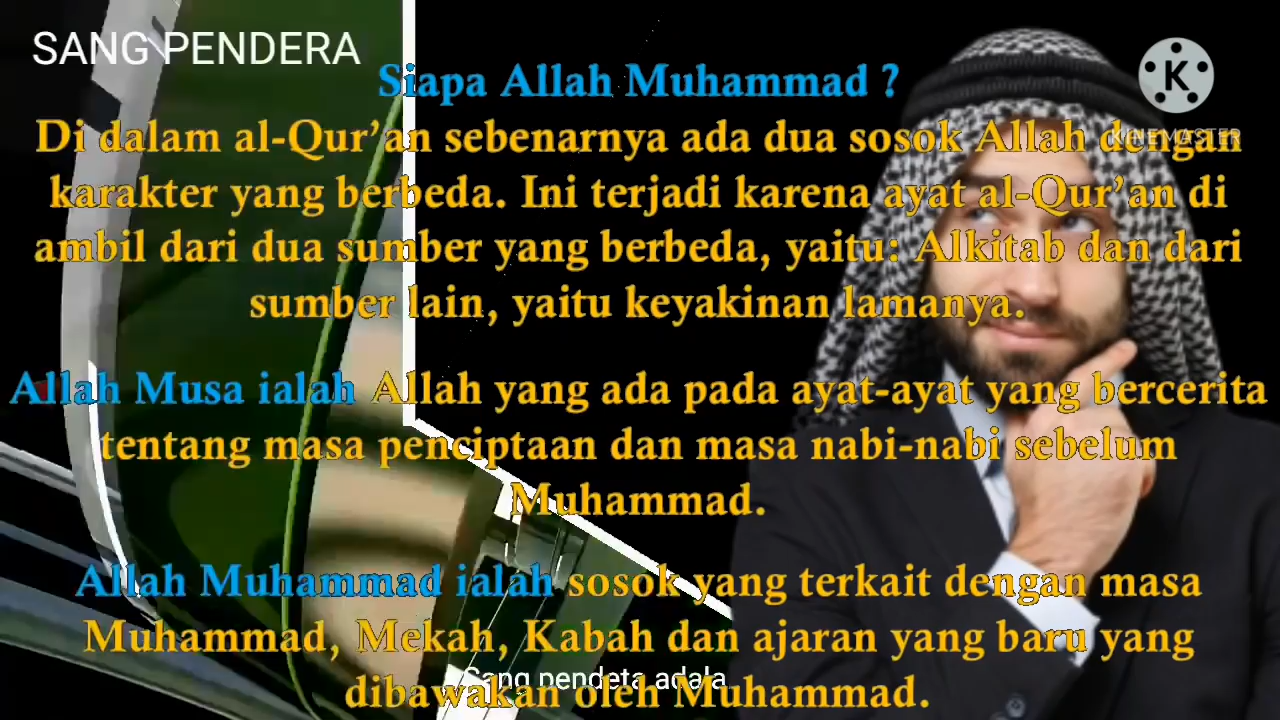 SANG PENDERA
Siapa Allah Muhammad ?
K
KINEMASTER
Di dalam al-Qur’an sebenarnya ada dua sosok Allah dengan
karakter yang berbeda. Ini terjadi karena ayat al-Qur’an di
ambil dari dua sumber yang berbeda, yaitu: Alkitab dan dari
sumber lain, yaitu keyakinan lamanya.
Allah Musa ialah Allah yang ada pada ayat-ayat yang bercerita
tentang masa penciptaan dan masa nabi-nabi sebelum
Muhammad.
Allah Muhammad ialah sosok yang terkait dengan masa
Muhammad, Mekah, Kabah dan ajaran yang baru yang
dibawakan oleh Muhammad.
Sang pendeta adala